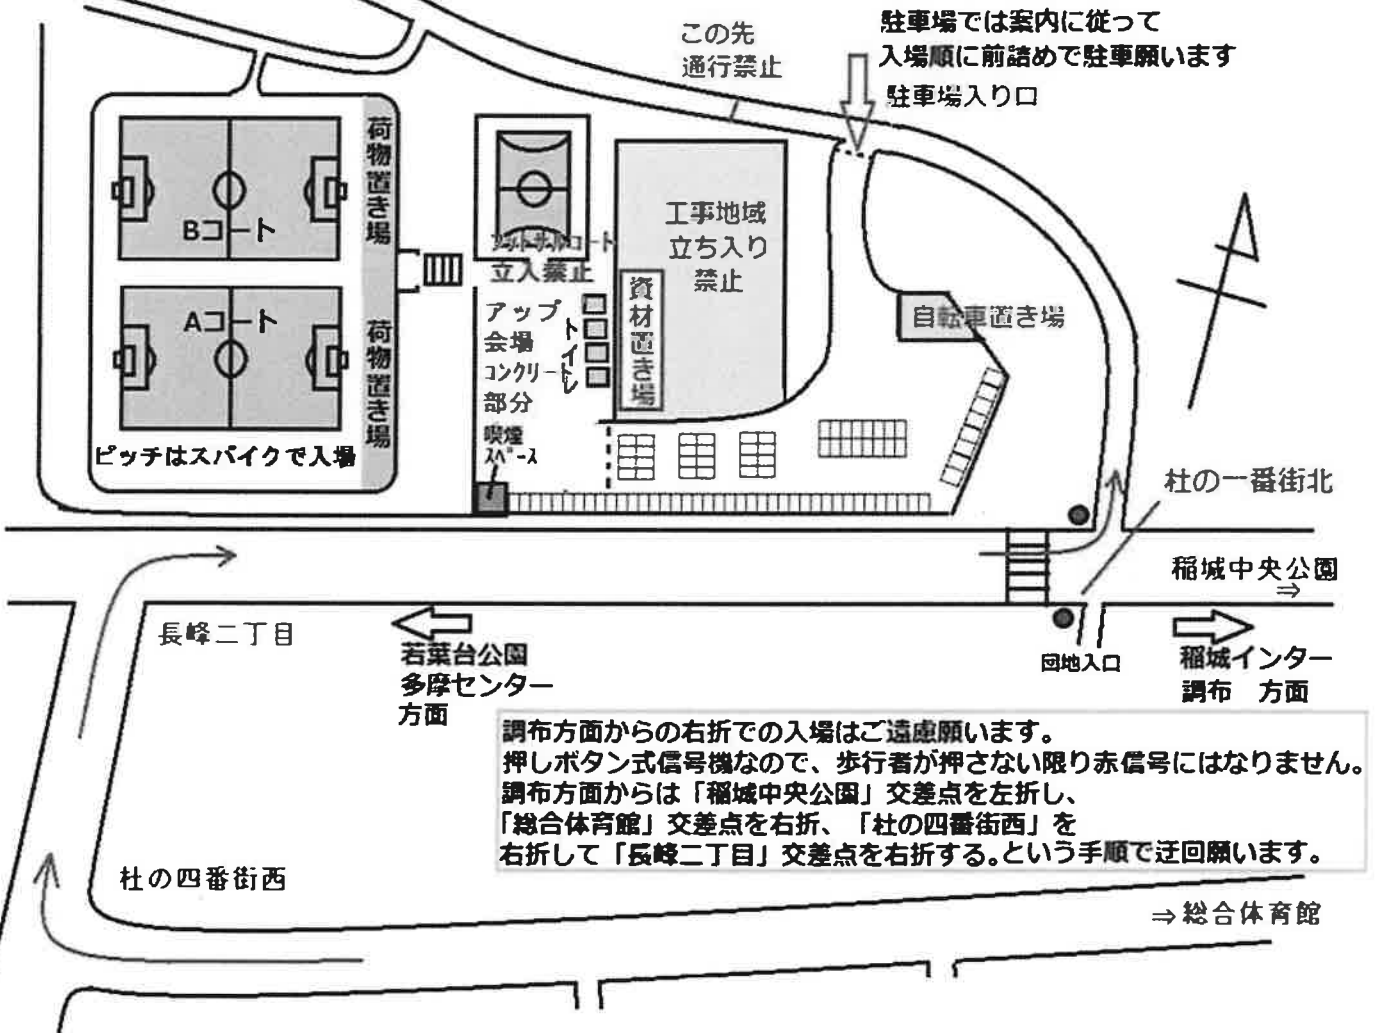 駐車場では案内に従って
入場順に前詰めで駐車願います
駐車場入り口
この先
通行禁止
荷物置き場
荷物置き場
Bコート
Aコート
ピッチはスパイクで入場
フットサルコート
立入禁止
工事地域
立ち入り
禁止
資材置き場
アップ
会場
コンクリート
部分
トイレ
喫煙
スペース
自転車置き場
杜の一番街北
稲城中央公園
⇒
長峰二丁目
若葉台公園
多摩センター
方面
団地入口
稲城インター
調布 方面
調布方面からの右折での入場はご遠慮願います。
押しボタン式信号機なので、歩行者が押さない限り赤信号にはなりません。
調布方面からは「稲城中央公園」交差点を左折し、
「総合体育館」交差点を右折、「杜の四番街西」を
右折して「長峰二丁目」交差点を右折する。という手順で迂回願います。
杜の四番街西
⇒総合体育館